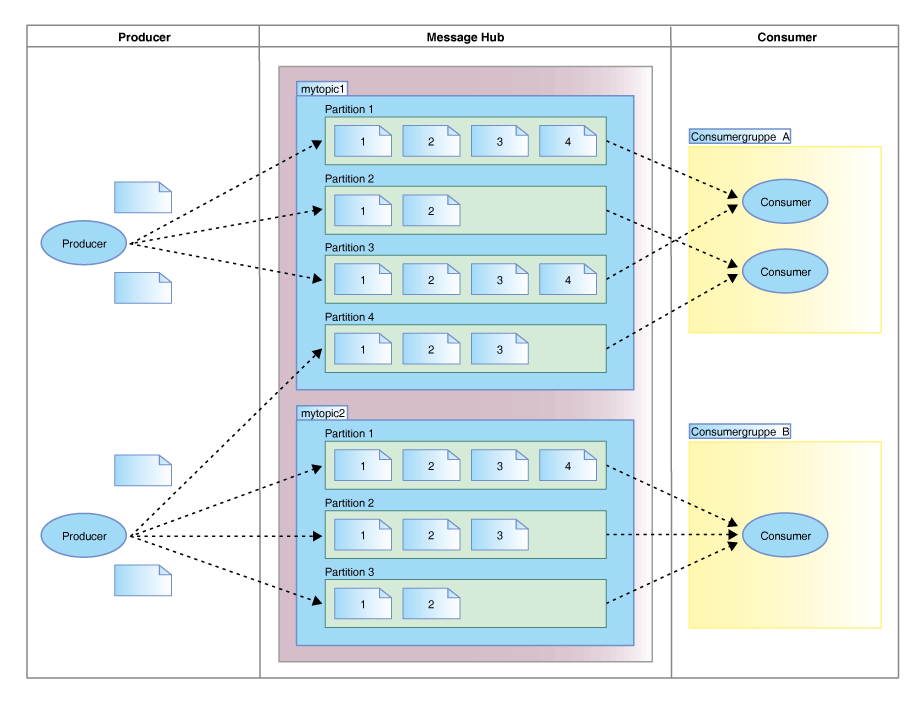 Producer
Message Hub
Consumer
mytopic1
Partition 1
1 2 3 4
Partition 2
1 2
Partition 3
1 2 3 4
Partition 4
1 2 3
Producer
Consumergruppe A
Consumer
Consumer
mytopic2
Partition 1
1 2 3 4
Partition 2
1 2 3
Partition 3
1 2
Producer
Consumergruppe B
Consumer